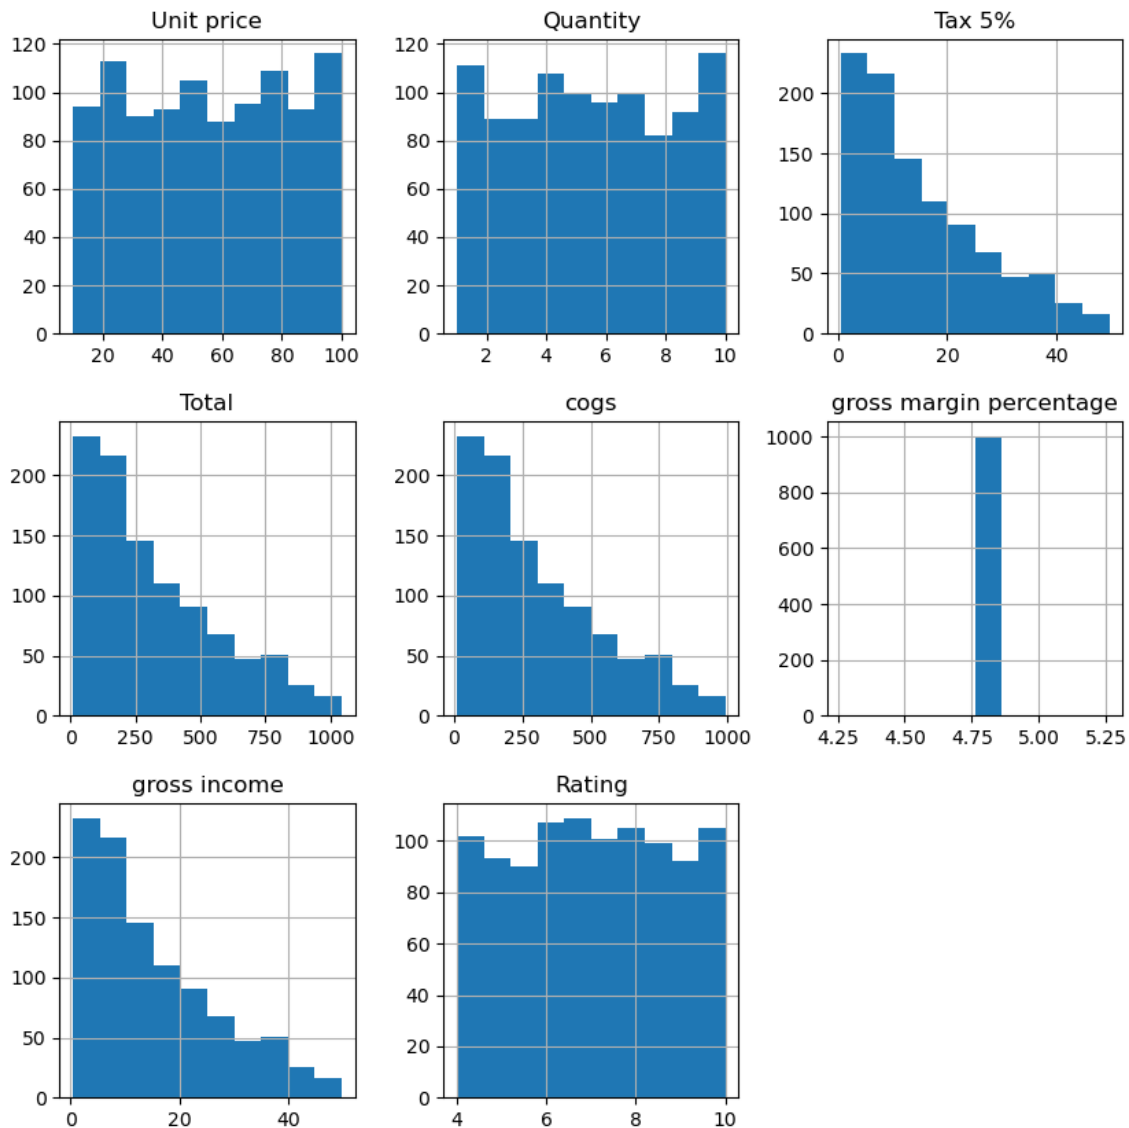 Unit price
120
100
80
60
40
20
0
20 40 60 80 100
Quantity
120
100
80
60
40
20
0
2 4 6 8 10
Tax 5%
200
150
100
50
0
0 20 40
Total
200
150
100
50
0
0 250 500 750 1000
cogs
200
150
100
50
0
0 250 500 750 1000
gross margin percentage
1000
800
600
400
200
0
4.25 4.50 4.75 5.00 5.25
gross income
200
150
100
50
0
0 20 40
Rating
100
80
60
40
20
0
4 6 8 10